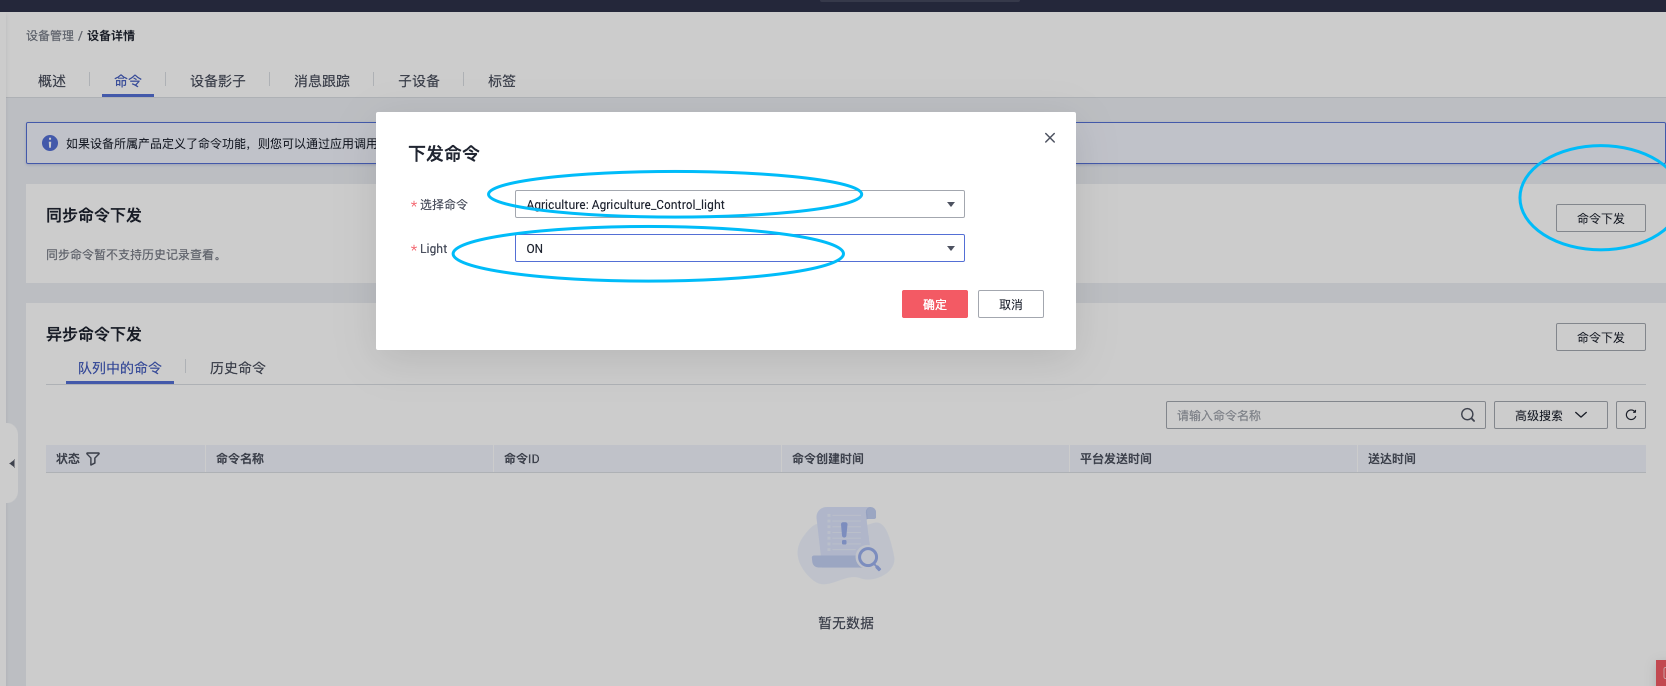 设备管理 / 设备详情
概述 命令 设备影子 消息跟踪 子设备 标签
如果设备所属产品定义了命令功能，则您可以通过应用调用
下发命令
* 选择命令 Agriculture: Agriculture_Control_light
* Light ON
确定 取消
同步命令下发 命令下发
同步命令暂不支持历史记录查看。
异步命令下发 命令下发
队列中的命令 历史命令
请输入命令名称 高级搜索
状态 命令名称 命令ID 命令创建时间 平台发送时间 送达时间
暂无数据